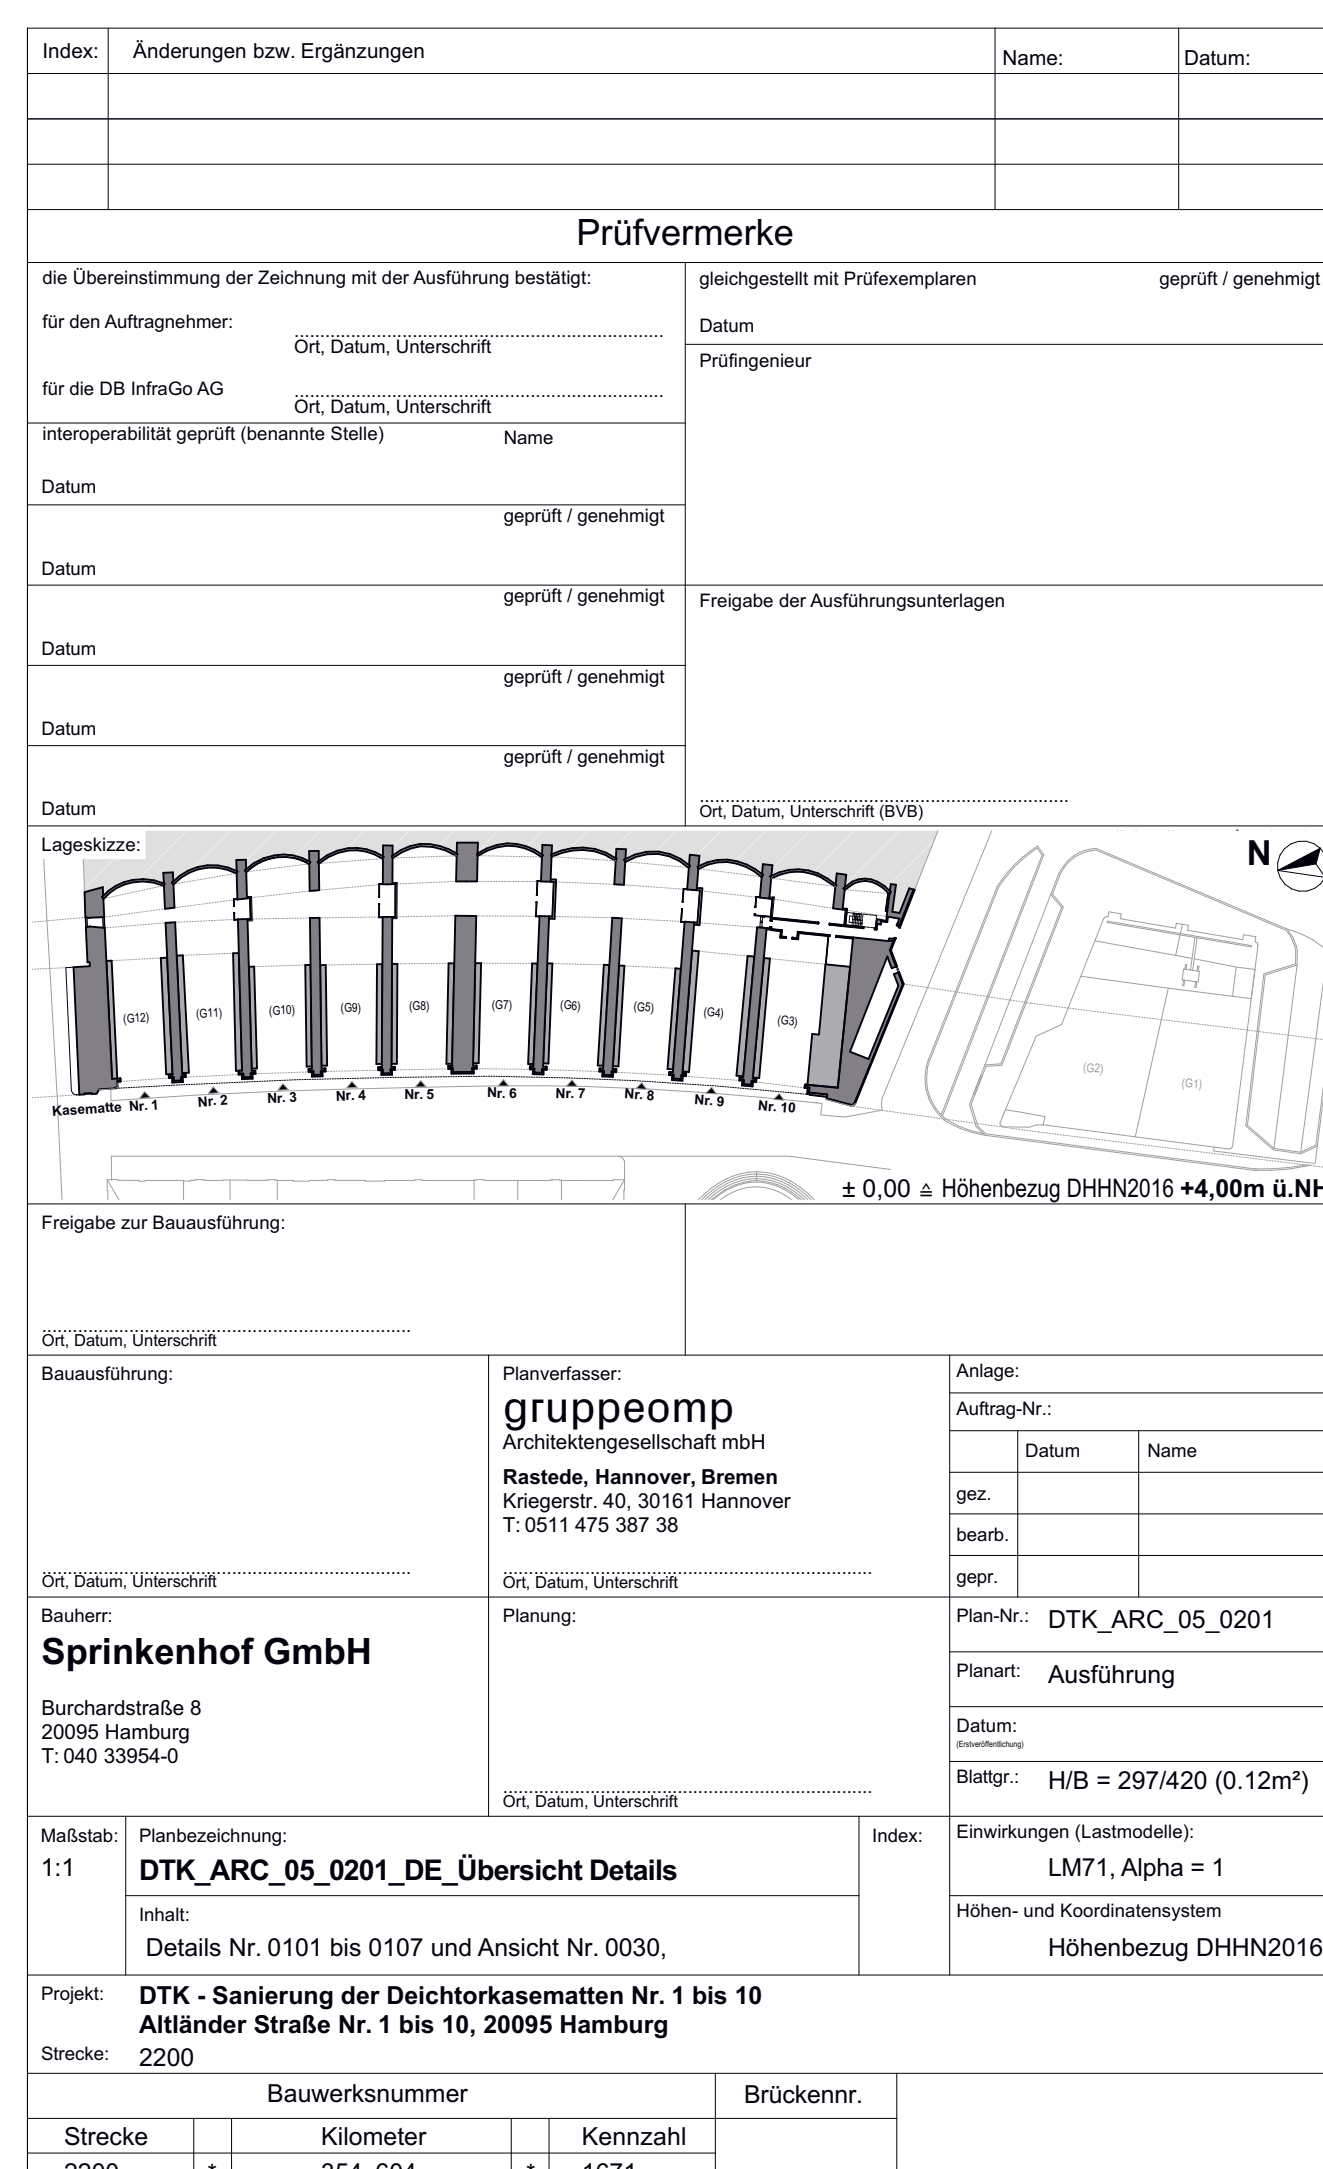 Index: Änderungen bzw. Ergänzungen Name: Datum:
Prüfvermerke
die Übereinstimmung der Zeichnung mit der Ausführung bestätigt:
für den Auftragnehmer:
Ort, Datum, Unterschrift
für die DB InfraGo AG
Ort, Datum, Unterschrift
interoperabilität geprüft (benannte Stelle) Name
Datum
geprüft / genehmigt
Datum
geprüft / genehmigt
Datum
geprüft / genehmigt
Datum
geprüft / genehmigt
Datum
gleichgestellt mit Prüfexemplaren geprüft / genehmigt
Datum
Prüfingenieur
Freigabe der Ausführungsunterlagen
Ort, Datum, Unterschrift (BVB)
Lageskizze:
N
(G12) (G11) (G10) (G9) (G8) (G7) (G6) (G5) (G4) (G3) (G2) (G1)
Kasematte Nr. 1 Nr. 2 Nr. 3 Nr. 4 Nr. 5 Nr. 6 Nr. 7 Nr. 8 Nr. 9 Nr. 10
± 0,00 ≙ Höhenbezug DHHN2016 +4,00m ü.NH
Freigabe zur Bauausführung:
Ort, Datum, Unterschrift
Bauausführung:
Ort, Datum, Unterschrift
Planverfasser:
gruppeomp
Architektengesellschaft mbH
Rastede, Hannover, Bremen
Kriegerstr. 40, 30161 Hannover
T: 0511 475 387 38
Ort, Datum, Unterschrift
Anlage:
Auftrag-Nr.:
Datum Name
gez.
bearb.
gepr.
Bauherr:
Sprinkenhof GmbH
Burchardstraße 8
20095 Hamburg
T: 040 33954-0
Planung:
Ort, Datum, Unterschrift
Plan-Nr.: DTK_ARC_05_0201
Planart: Ausführung
Datum:
(Erstveröffentlichung)
Blattgr.: H/B = 297/420 (0.12m²)
Maßstab:
1:1
Planbezeichnung:
DTK_ARC_05_0201_DE_Übersicht Details
Inhalt:
Details Nr. 0101 bis 0107 und Ansicht Nr. 0030,
Index:
Einwirkungen (Lastmodelle):
LM71, Alpha = 1
Höhen- und Koordinatensystem
Höhenbezug DHHN2016
Projekt: DTK - Sanierung der Deichtorkasematten Nr. 1 bis 10
Altländer Straße Nr. 1 bis 10, 20095 Hamburg
Strecke: 2200
Bauwerksnummer Brückennr.
Strecke Kilometer Kennzahl